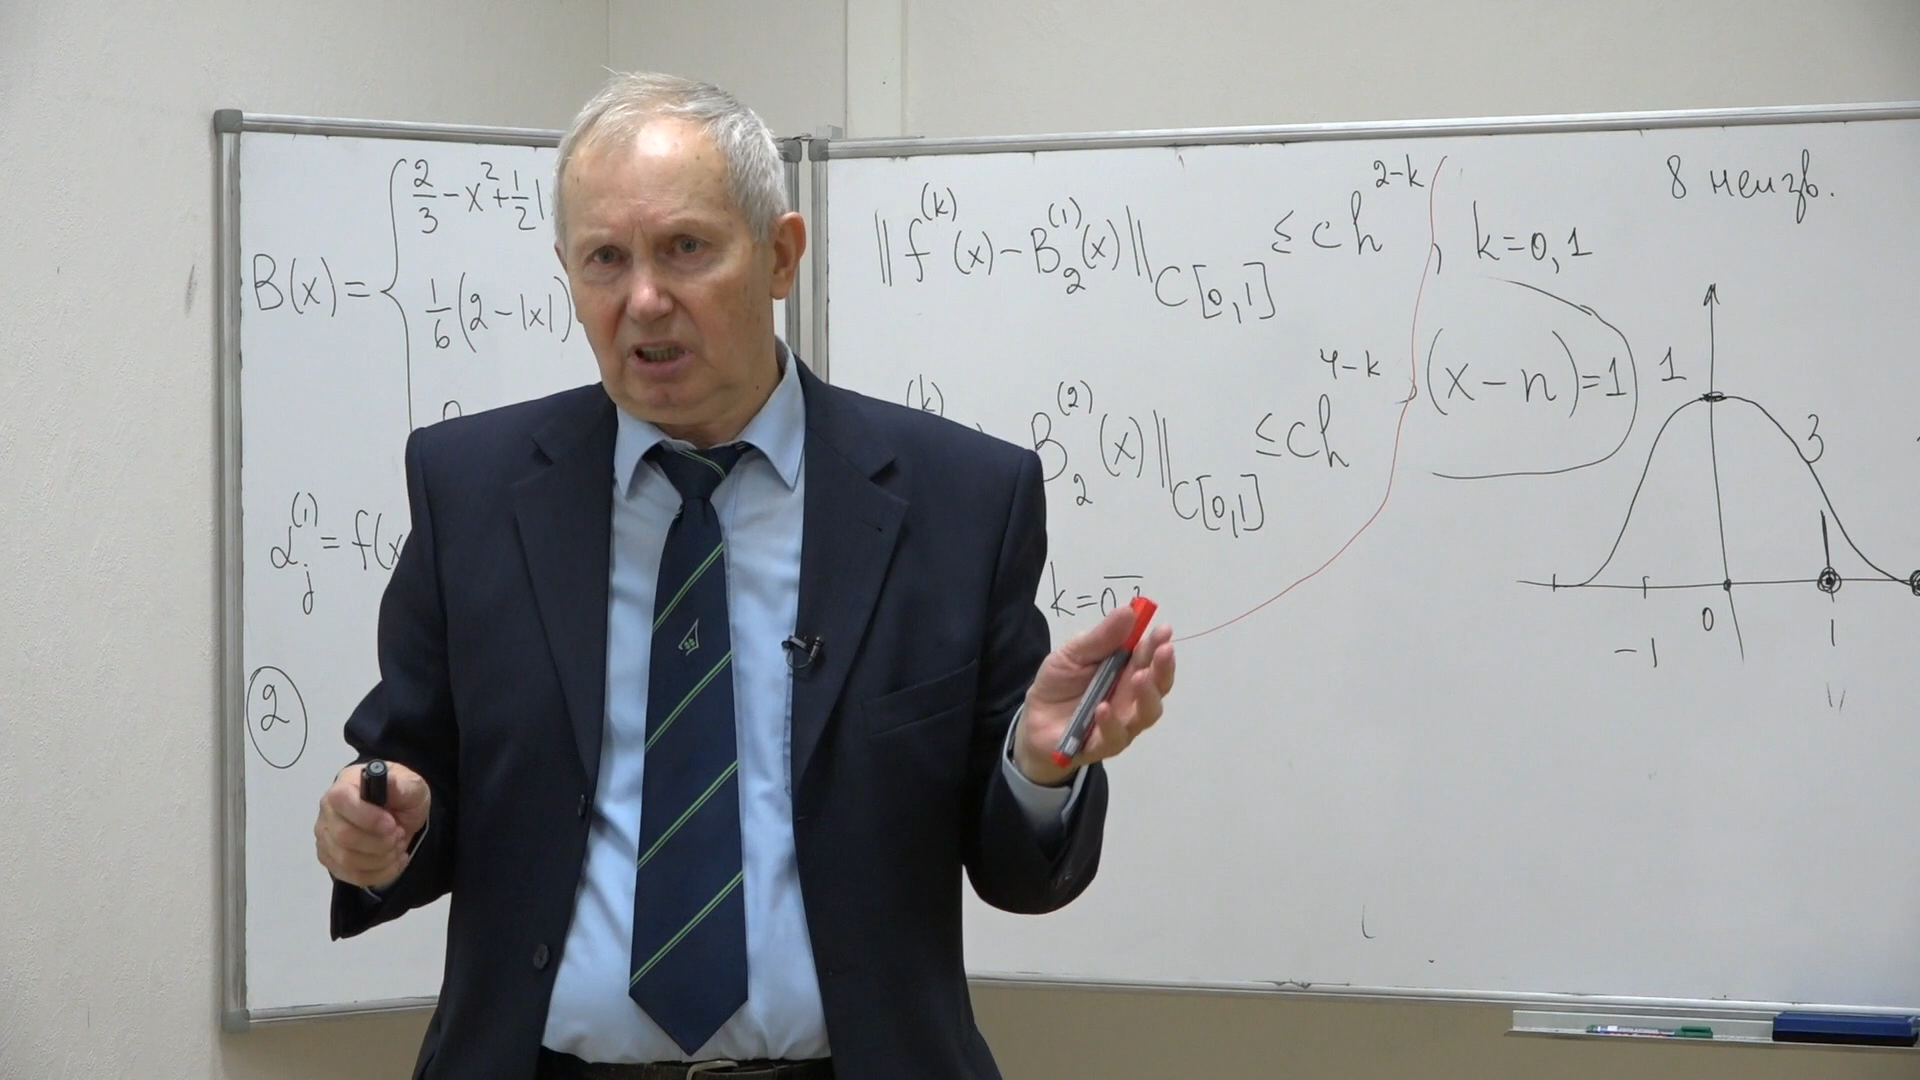 B(x) = { 2/3 - x² + 1/2 |
1/6 (2 - |x|)
α_j^(1) = f(x
②
‖f^(k)(x) - B_2^(1)(x)‖_C[0,1] ≤ ch^(2-k), k=0,1
(k)
B_2^(2)(x)‖_C[0,1] ≤ ch^(4-k)
k=0
8 неизв.
(x-n)=1
1
3
0
-1
1